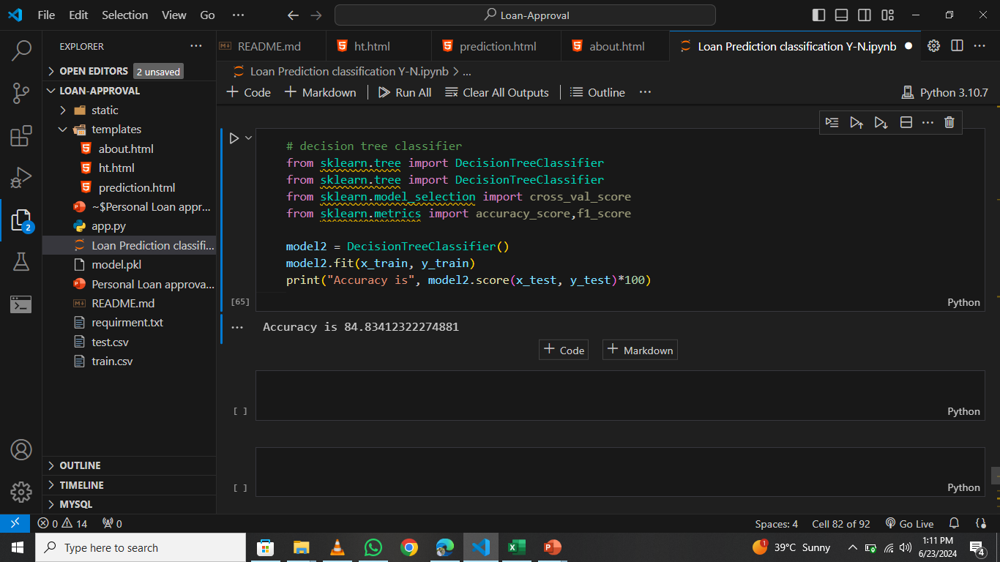 File Edit Selection View Go ··· Loan-Approval
EXPLORER ···
README.md ht.html prediction.html about.html Loan Prediction classification Y-N.ipynb ···
OPEN EDITORS 2 unsaved
Loan Prediction classification Y-N.ipynb > ...
LOAN-APPROVAL
+ Code + Markdown Run All Clear All Outputs Outline ··· Python 3.10.7
static
templates
about.html
ht.html
prediction.html
~$Personal Loan appr...
app.py
Loan Prediction classifi...
model.pkl
Personal Loan approva...
README.md
requirment.txt
test.csv
train.csv
OUTLINE
TIMELINE
MYSQL
2
# decision tree classifier
from sklearn.tree import DecisionTreeClassifier
from sklearn.tree import DecisionTreeClassifier
from sklearn.model_selection import cross_val_score
from sklearn.metrics import accuracy_score,f1_score
model2 = DecisionTreeClassifier()
model2.fit(x_train, y_train)
print("Accuracy is", model2.score(x_test, y_test)*100)
[65] Python
··· Accuracy is 84.83412322274881
+ Code + Markdown
[ ] Python
[ ] Python
0 14 0 Spaces: 4 Cell 82 of 92 Go Live
Type here to search 1 39°C Sunny 1:11 PM
6/23/2024 4